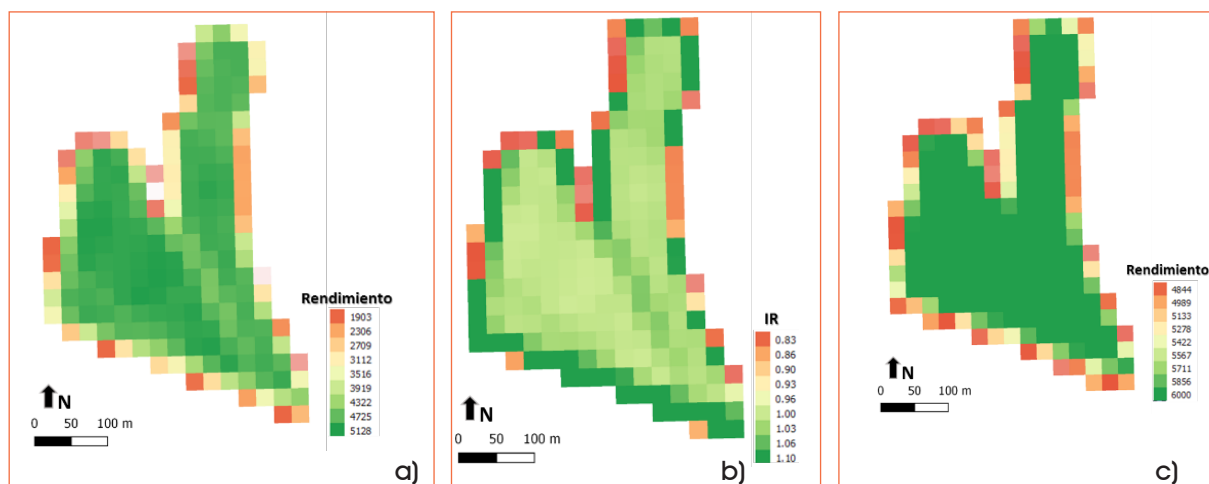 Rendimiento
1903
2306
2709
3112
3516
3919
4322
4725
5128
N
0 50 100 m
a)
IR
0.83
0.86
0.90
0.93
0.96
1.00
1.03
1.06
1.10
N
0 50 100 m
b)
Rendimiento
4844
4989
5133
5278
5422
5567
5711
5856
6000
N
0 50 100 m
c)